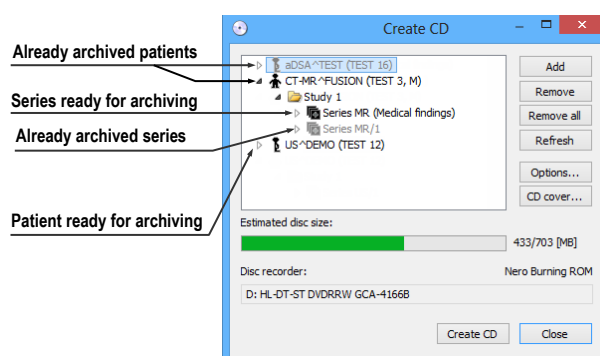 Create CD
Already archived patients
aDSA^TEST (TEST 16)
Add
CT-MR^FUSION (TEST 3, M)
Remove
Study 1
Series ready for archiving
Series MR (Medical findings)
Remove all
Already archived series
Series MR/1
Refresh
US^DEMO (TEST 12)
Options...
CD cover...
Patient ready for archiving
Estimated disc size:
433/703 [MB]
Disc recorder:
Nero Burning ROM
D: HL-DT-ST DVDRRW GCA-4166B
Create CD
Close